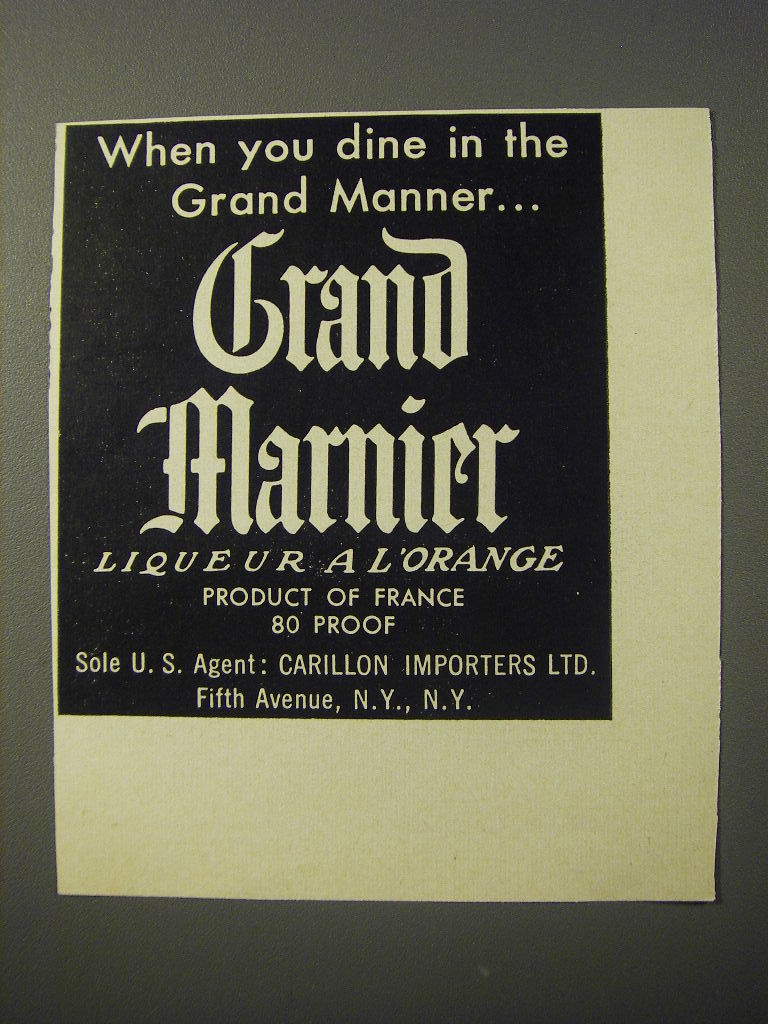 When you dine in the
Grand Manner...
Grand
Marnier
LIQUEUR A L'ORANGE
PRODUCT OF FRANCE
80 PROOF
Sole U. S. Agent: CARILLON IMPORTERS LTD.
Fifth Avenue, N.Y., N.Y.